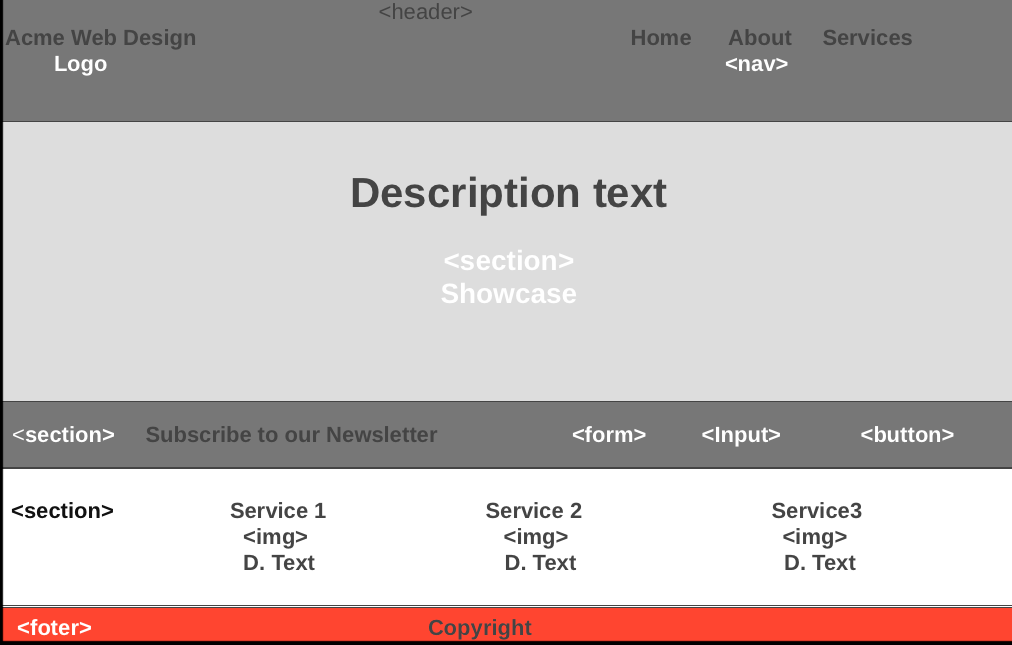 <header>
Acme Web Design Home About Services
Logo <nav>
Description text
<section>
Showcase
<section> Subscribe to our Newsletter <form> <Input> <button>
<section> Service 1 Service 2 Service3
<img> <img> <img>
D. Text D. Text D. Text
<foter> Copyright